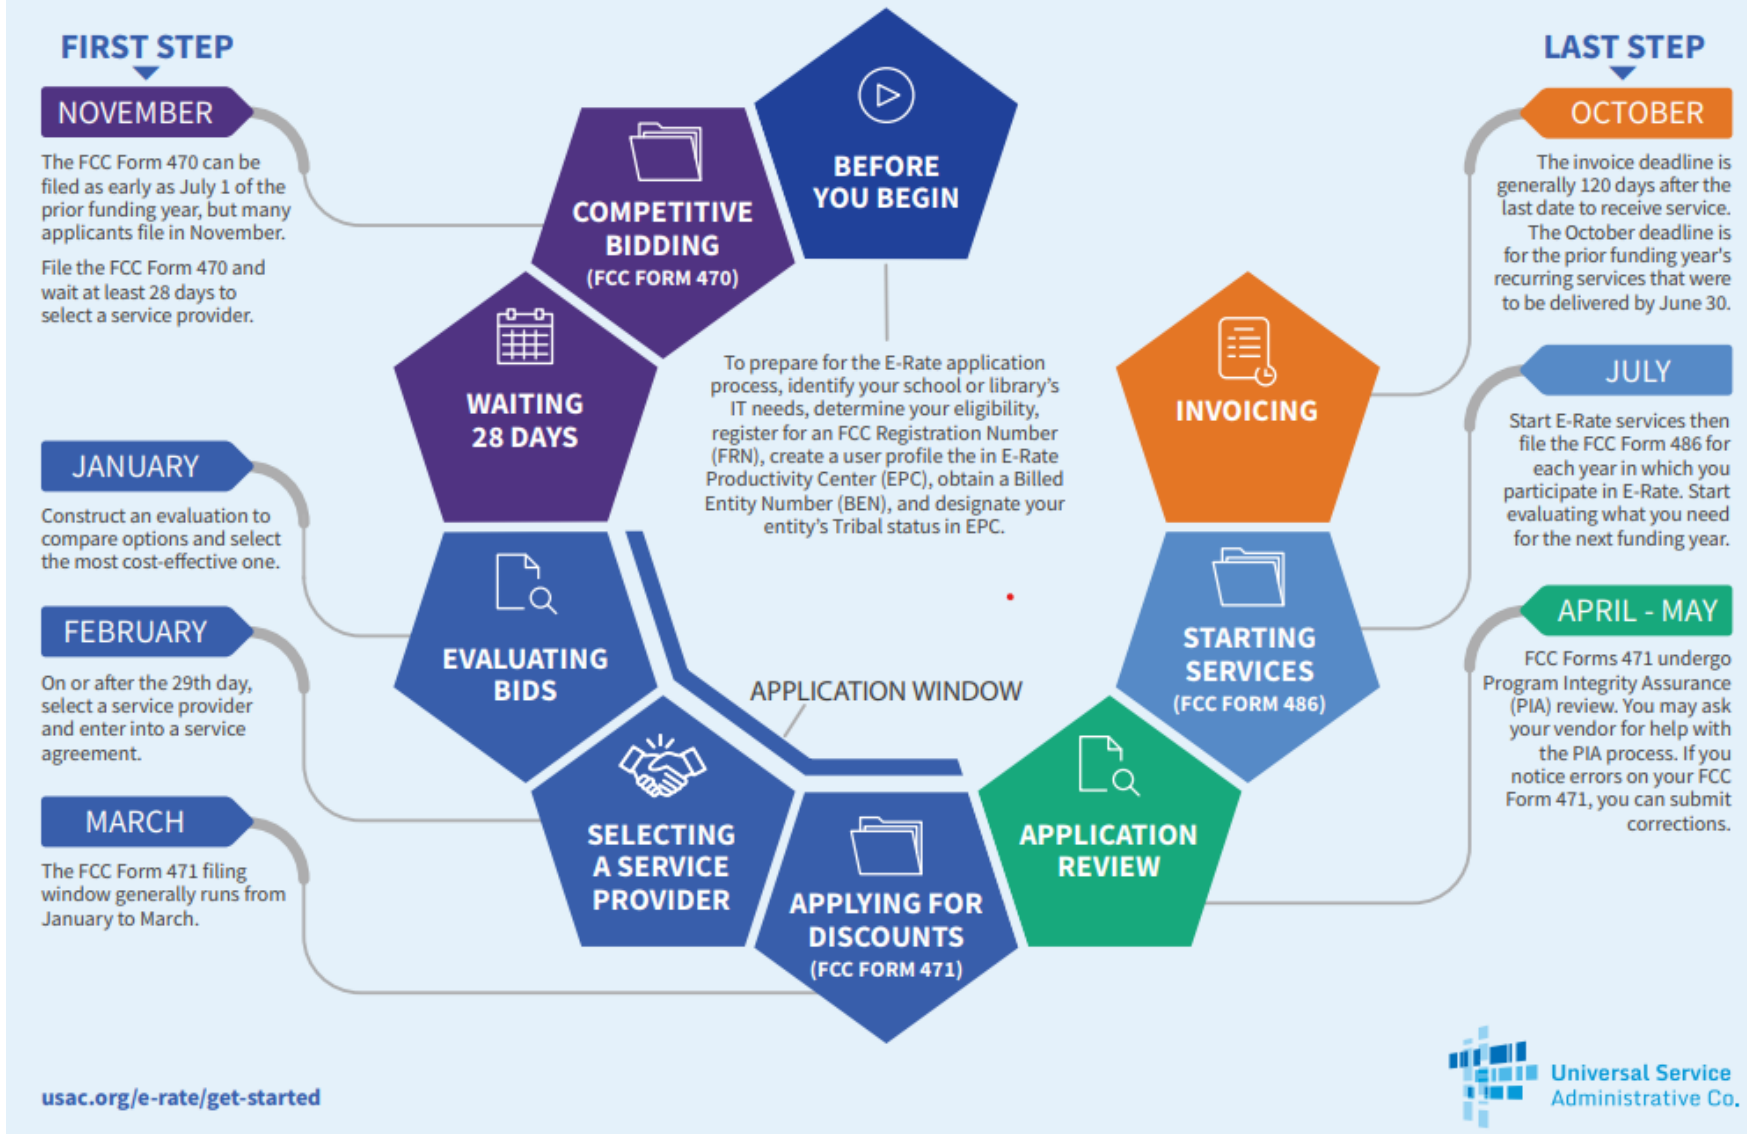 FIRST STEP
NOVEMBER
The FCC Form 470 can be
filed as early as July 1 of the
prior funding year, but many
applicants file in November.
File the FCC Form 470 and
wait at least 28 days to
select a service provider.
JANUARY
Construct an evaluation to
compare options and select
the most cost-effective one.
FEBRUARY
On or after the 29th day,
select a service provider
and enter into a service
agreement.
MARCH
The FCC Form 471 filing
window generally runs from
January to March.
BEFORE
YOU BEGIN
To prepare for the E-Rate application
process, identify your school or library's
IT needs, determine your eligibility,
register for an FCC Registration Number
(FRN), create a user profile the in E-Rate
Productivity Center (EPC), obtain a Billed
Entity Number (BEN), and designate your
entity's Tribal status in EPC.
COMPETITIVE
BIDDING
(FCC FORM 470)
WAITING
28 DAYS
EVALUATING
BIDS
SELECTING
A SERVICE
PROVIDER
APPLICATION WINDOW
APPLYING FOR
DISCOUNTS
(FCC FORM 471)
APPLICATION
REVIEW
STARTING
SERVICES
(FCC FORM 486)
INVOICING
LAST STEP
OCTOBER
The invoice deadline is
generally 120 days after the
last date to receive service.
The October deadline is
for the prior funding year's
recurring services that were
to be delivered by June 30.
JULY
Start E-Rate services then
file the FCC Form 486 for
each year in which you
participate in E-Rate. Start
evaluating what you need
for the next funding year.
APRIL - MAY
FCC Forms 471 undergo
Program Integrity Assurance
(PIA) review. You may ask
your vendor for help with
the PIA process. If you
notice errors on your FCC
Form 471, you can submit
corrections.
usac.org/e-rate/get-started
Universal Service
Administrative Co.